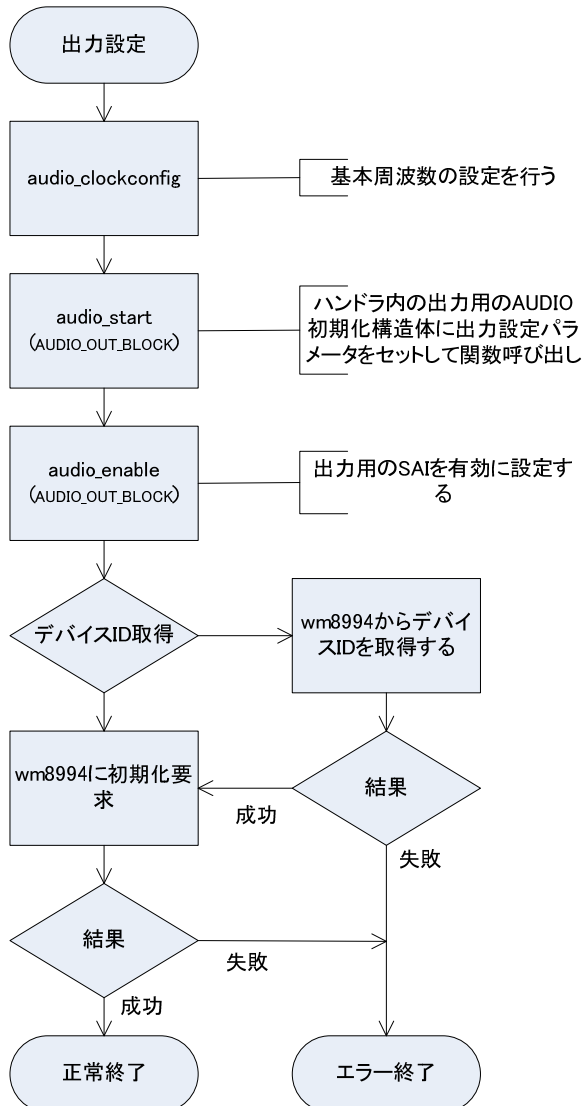 出力設定
audio_clockconfig
基本周波数の設定を行う
audio_start
(AUDIO_OUT_BLOCK)
ハンドラ内の出力用のAUDIO
初期化構造体に出力設定パラ
メータをセットして関数呼び出し
audio_enable
(AUDIO_OUT_BLOCK)
出力用のSAIを有効に設定す
る
デバイスID取得
wm8994からデバイ
スIDを取得する
wm8994に初期化要
求
結果
成功
失敗
結果
失敗
成功
正常終了
エラー終了